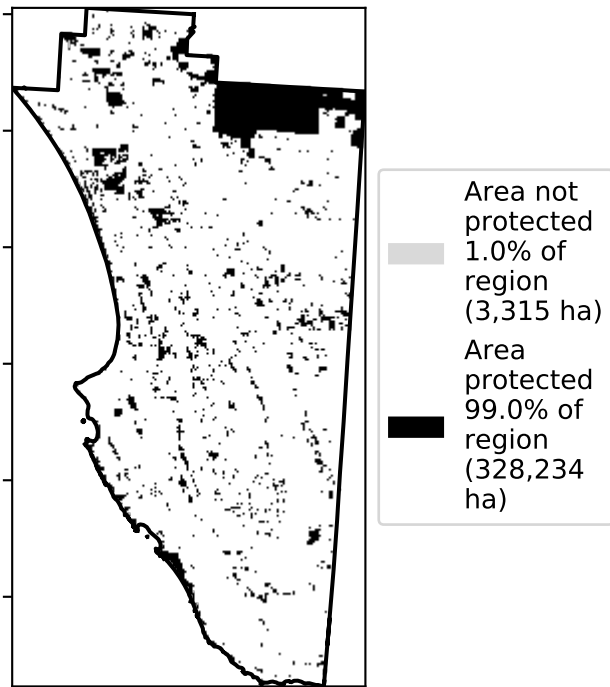 Area not
protected
1.0% of
region
(3,315 ha)
Area
protected
99.0% of
region
(328,234
ha)